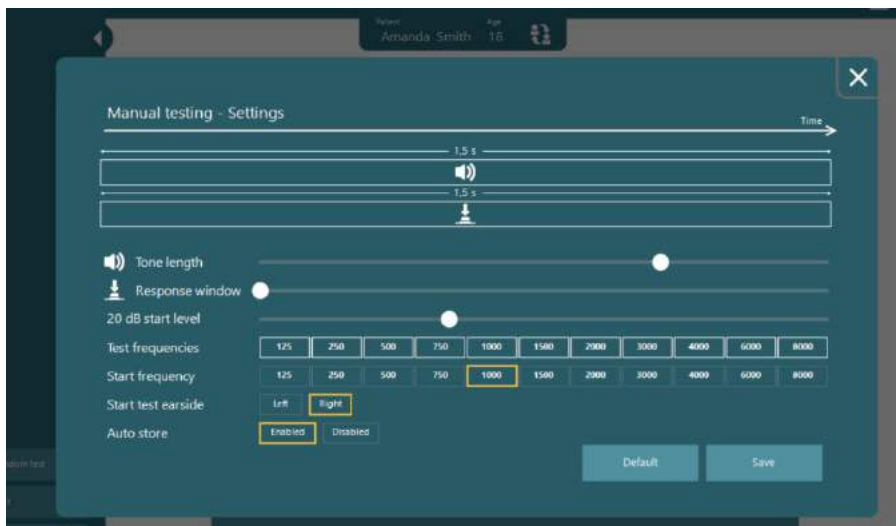 Patient Age
Amanda Smith 18
Manual testing - Settings
Time
1,5 s
1,5 s
Tone length
Response window
20 dB start level
Test frequencies 125 250 500 750 1000 1500 2000 3000 4000 6000 8000
Start frequency 125 250 500 750 1000 1500 2000 3000 4000 6000 8000
Start test earside Left Right
Auto store Enabled Disabled
Default Save